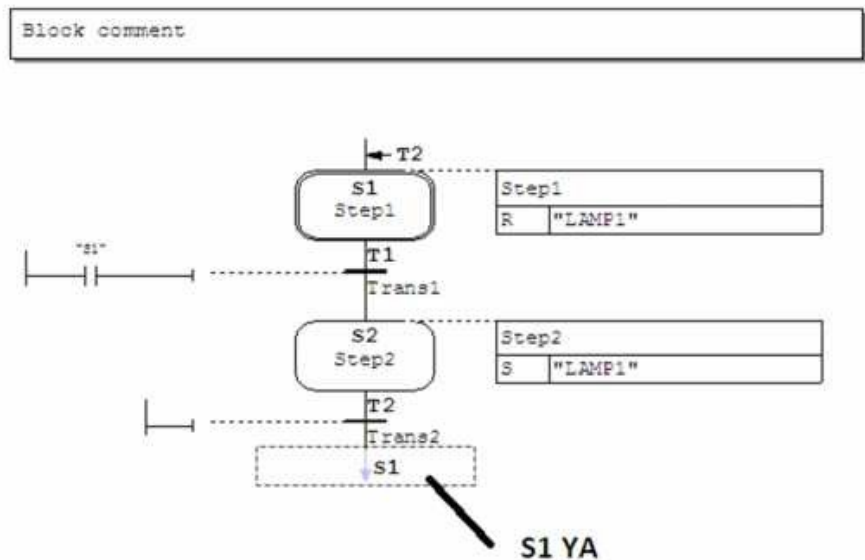 Block comment
T2
S1
Step1
Step1
R "LAMP1"
"S1"
T1
Trans1
S2
Step2
Step2
S "LAMP1"
T2
Trans2
S1
S1 YA